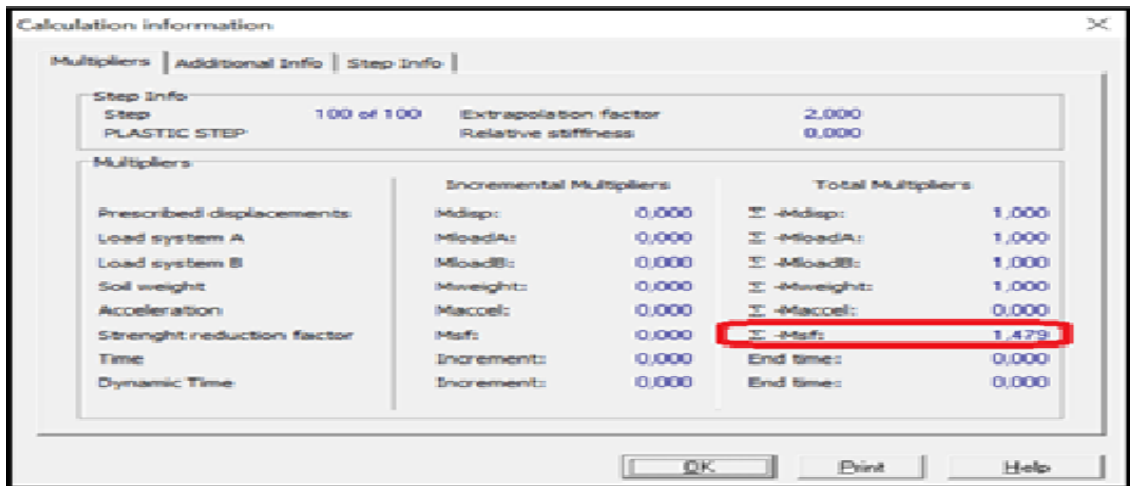 Calculation information
Multipliers Additional Info Step Info
Step Info
Step 100 of 100 Extrapolation factor 2,000
PLASTIC STEP Relative stiffness 0,000
Multipliers
Incremental Multipliers Total Multipliers
Prescribed displacements Mdisp: 0,000 Σ -Mdisp: 1,000
Load system A MloadA: 0,000 Σ -MloadA: 1,000
Load system B MloadB: 0,000 Σ -MloadB: 1,000
Soil weight Mweight: 0,000 Σ -Mweight: 1,000
Acceleration Maccel: 0,000 Σ -Maccel: 0,000
Strenght reduction factor Msf: 0,000 Σ -Msf: 1,479
Time Increment: 0,000 End time: 0,000
Dynamic Time Increment: 0,000 End time: 0,000
OK Print Help